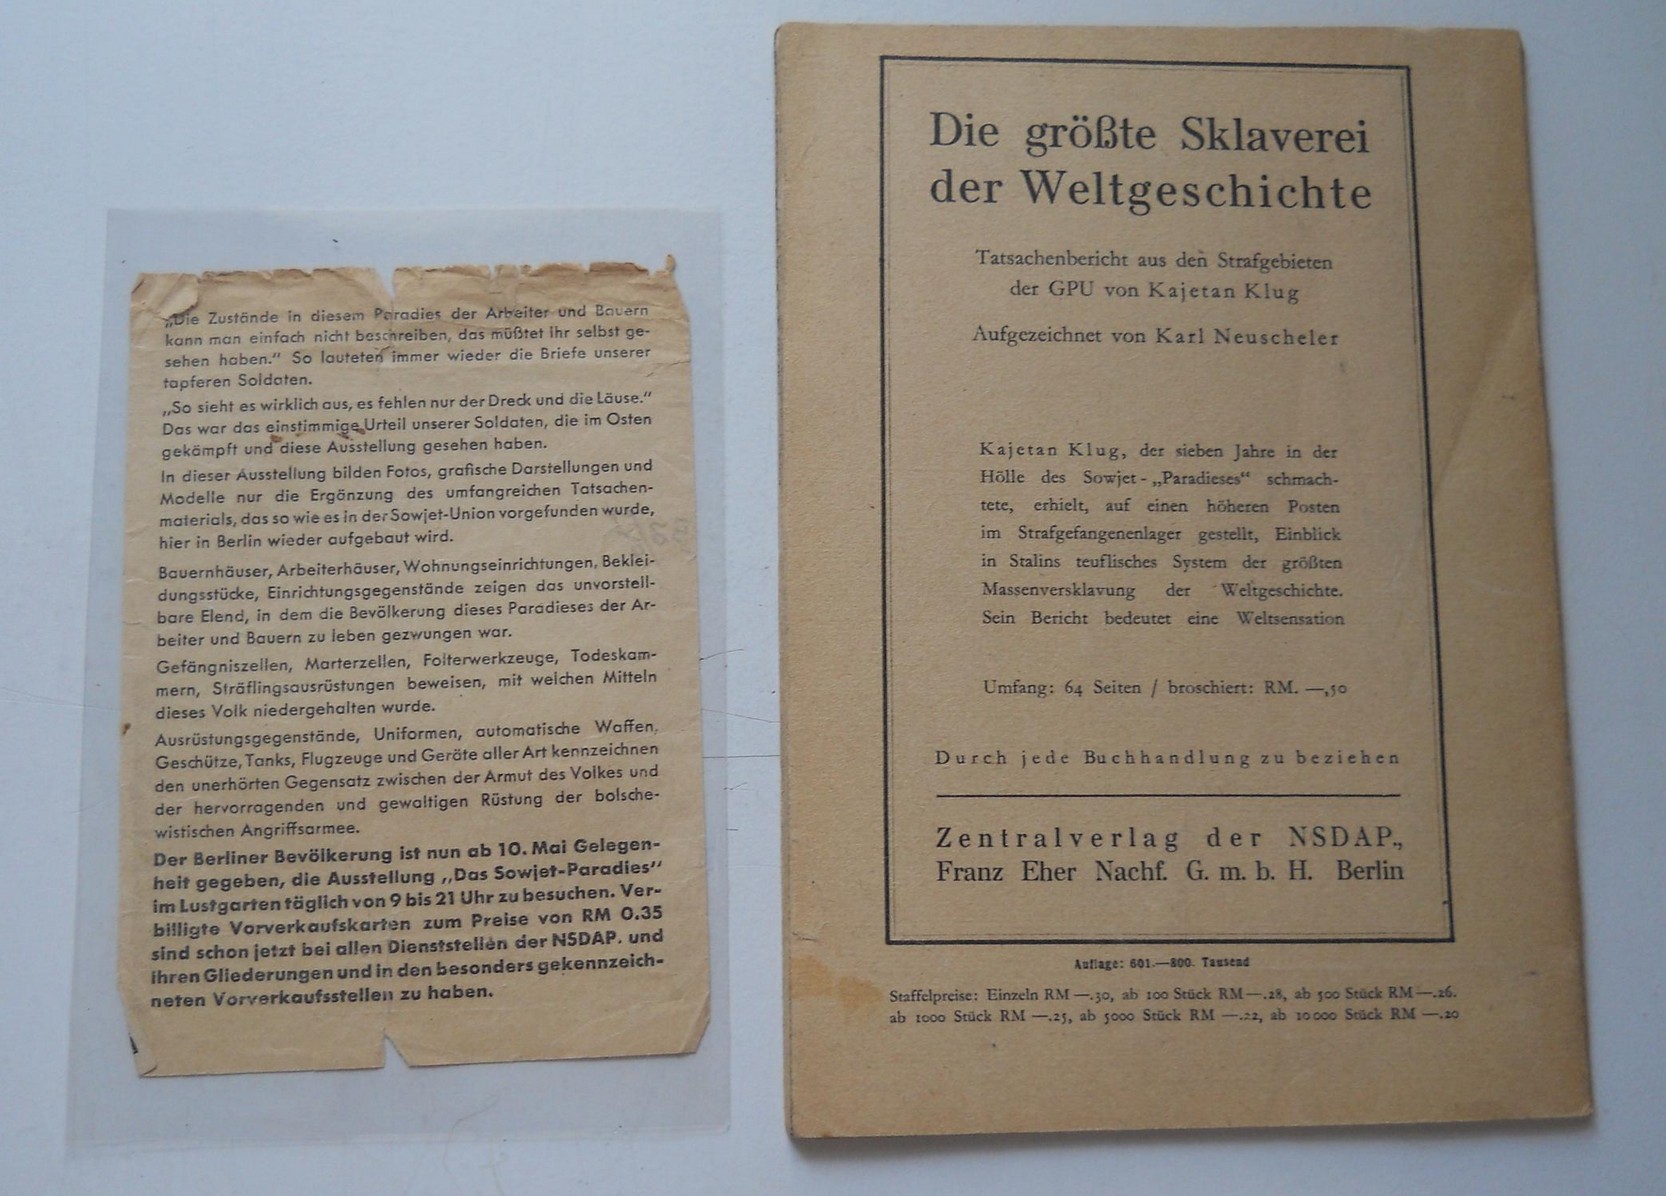 „Die Zustände in diesem Paradies der Arbeiter und Bauern
kann man einfach nicht beschreiben, das müßtet Ihr selbst ge-
sehen haben.“ So lauteten immer wieder die Briefe unserer
tapferen Soldaten.
„So sieht es wirklich aus, es fehlen nur der Dreck und die Läuse.“
Das war das einstimmige Urteil unserer Soldaten, die im Osten
gekämpft und diese Ausstellung gesehen haben.
In dieser Ausstellung bilden Fotos, grafische Darstellungen und
Modelle nur die Ergänzung des umfangreichen Tatsachen-
materials, das so wie es in der Sowjet-Union vorgefunden wurde,
hier in Berlin wieder aufgebaut wird.
Bauernhäuser, Arbeiterhäuser, Wohnungseinrichtungen, Beklei-
dungsstücke, Einrichtungsgegenstände zeigen das unvorstell-
bare Elend, in dem die Bevölkerung dieses Paradieses der Ar-
beiter und Bauern zu leben gezwungen war.
Gefängniszellen, Marterzellen, Folterwerkzeuge, Todeskam-
mern, Sträflingsausrüstungen beweisen, mit welchen Mitteln
dieses Volk niedergehalten wurde.
Ausrüstungsgegenstände, Uniformen, automatische Waffen,
Geschütze, Tanks, Flugzeuge und Geräte aller Art kennzeichnen
den unerhörten Gegensatz zwischen der Armut des Volkes und
der hervorragenden und gewaltigen Rüstung der bolsche-
wistischen Angriffsarmee.
Der Berliner Bevölkerung ist nun ab 10. Mai Gelegen-
heit gegeben, die Ausstellung „Das Sowjet-Paradies“
im Lustgarten täglich von 9 bis 21 Uhr zu besuchen. Ver-
billigte Vorverkaufskarten zum Preise von RM 0.35
sind schon jetzt bei allen Dienststellen der NSDAP. und
ihren Gliederungen und in den besonders gekennzeich-
neten Vorverkaufsstellen zu haben.
Die größte Sklaverei
der Weltgeschichte
Tatsachenbericht aus den Strafgebieten
der GPU von Kajetan Klug
Aufgezeichnet von Karl Neuscheler
Kajetan Klug, der sieben Jahre in der
Hölle des Sowjet-„Paradieses“ schmach-
tete, erhielt, auf einen höheren Posten
im Strafgefangenenlager gestellt, Einblick
in Stalins teuflisches System der größten
Massenversklavung der Weltgeschichte.
Sein Bericht bedeutet eine Weltsensation
Umfang: 64 Seiten / broschiert: RM. —,50
Durch jede Buchhandlung zu beziehen
Zentralverlag der NSDAP.,
Franz Eher Nachf. G. m. b. H. Berlin
Auflage: 601.—800. Tausend
Staffelpreise: Einzeln RM —.30, ab 100 Stück RM —.28, ab 500 Stück RM —.26.
ab 1000 Stück RM —.25, ab 5000 Stück RM —.22, ab 10000 Stück RM —.20